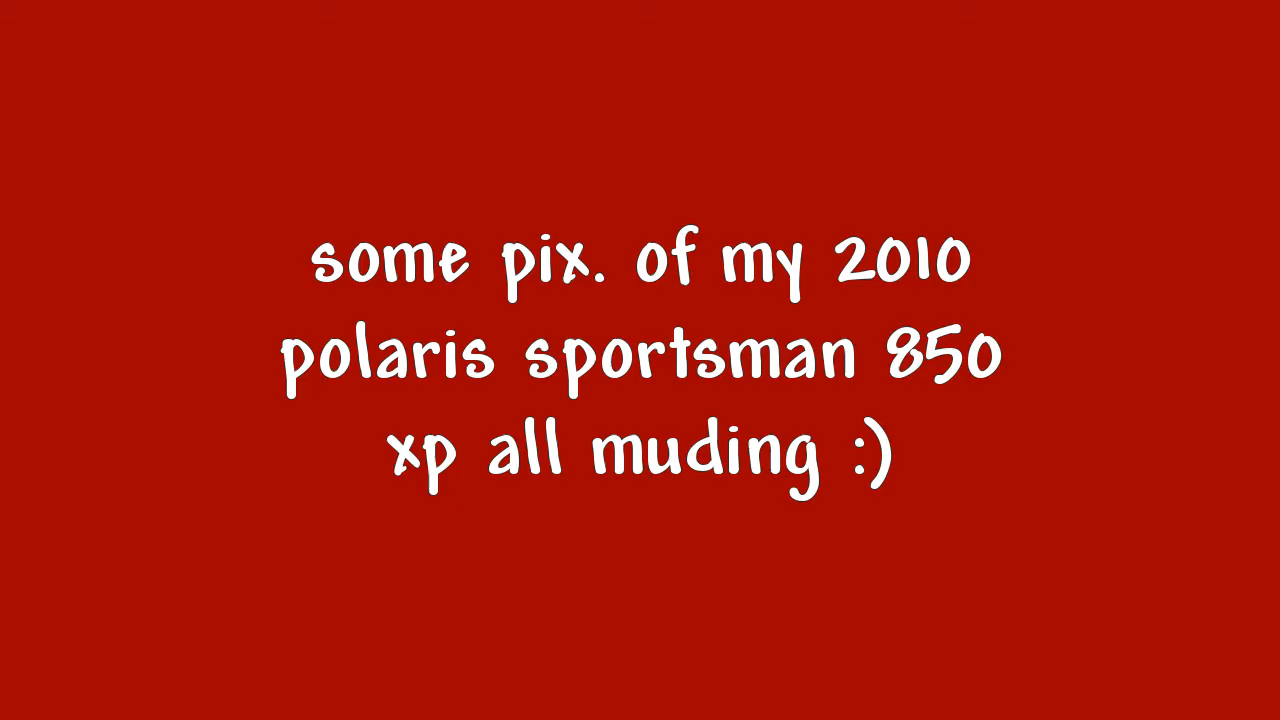 some pix. of my 2010
polaris sportsman 850
xp all muding :)